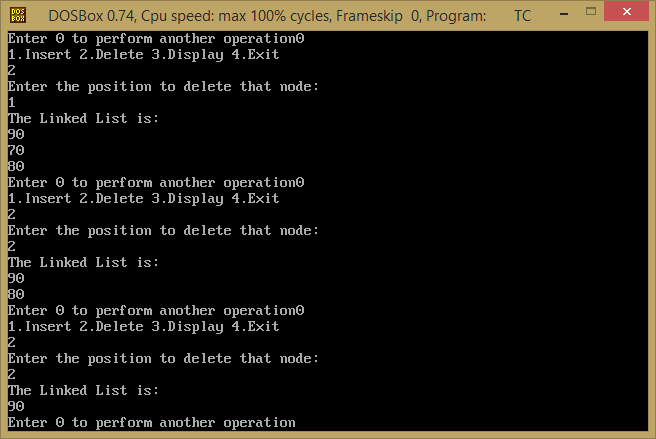 DOS
BOX
DOSBox 0.74, Cpu speed: max 100% cycles, Frameskip 0, Program: TC
Enter 0 to perform another operation0
1.Insert 2.Delete 3.Display 4.Exit
2
Enter the position to delete that node:
1
The Linked List is:
90
70
80
Enter 0 to perform another operation0
1.Insert 2.Delete 3.Display 4.Exit
2
Enter the position to delete that node:
2
The Linked List is:
90
80
Enter 0 to perform another operation0
1.Insert 2.Delete 3.Display 4.Exit
2
Enter the position to delete that node:
2
The Linked List is:
90
Enter 0 to perform another operation